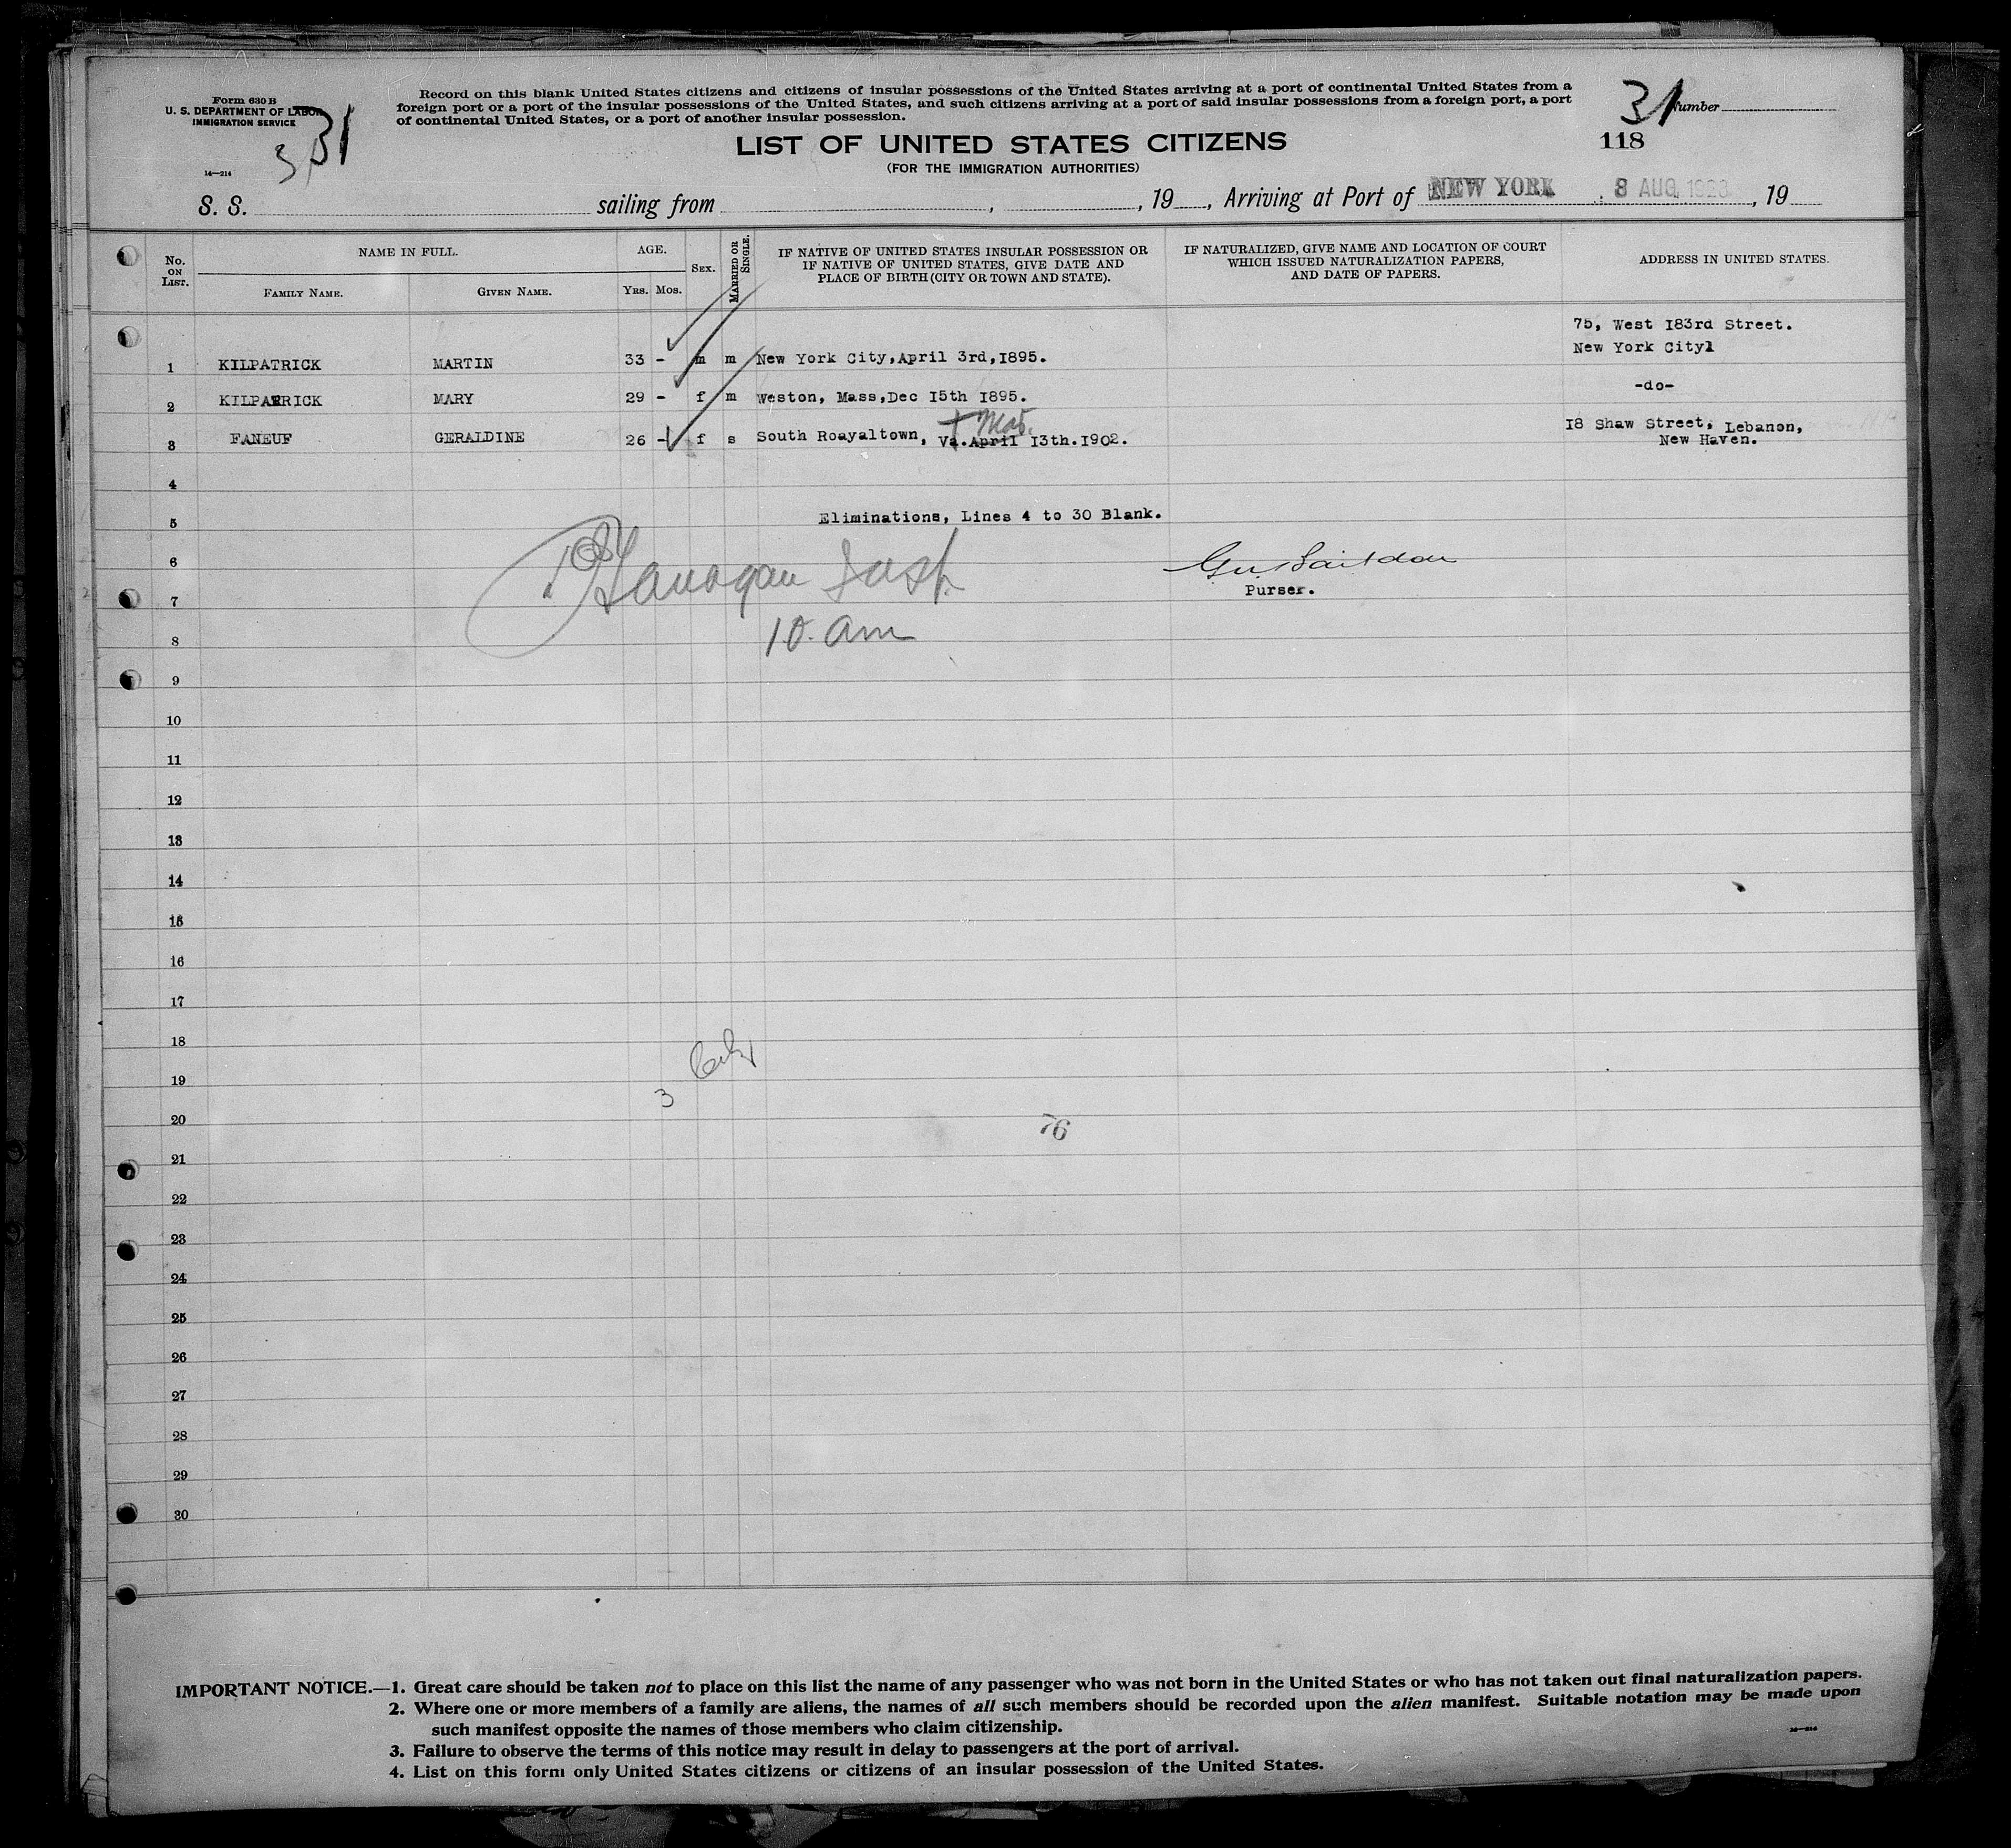 Form 630 B
U. S. DEPARTMENT OF LABOR
IMMIGRATION SERVICE
14—214
3
31
Record on this blank United States citizens and citizens of insular possessions of the United States arriving at a port of continental United States from a
foreign port or a port of the insular possessions of the United States, and such citizens arriving at a port of said insular possessions from a foreign port, a port
of continental United States, or a port of another insular possession.
31 Number
118
LIST OF UNITED STATES CITIZENS
(FOR THE IMMIGRATION AUTHORITIES)
S. S. sailing from , , 19 , Arriving at Port of NEW YORK 8 AUG. , 19
No. ON LIST. NAME IN FULL. AGE. SEX. MARRIED OR SINGLE.
FAMILY NAME. GIVEN NAME. YRS. MOS.
IF NATIVE OF UNITED STATES INSULAR POSSESSION OR
IF NATIVE OF UNITED STATES, GIVE DATE AND
PLACE OF BIRTH (CITY OR TOWN AND STATE).
IF NATURALIZED, GIVE NAME AND LOCATION OF COURT
WHICH ISSUED NATURALIZATION PAPERS,
AND DATE OF PAPERS.
ADDRESS IN UNITED STATES.
75, West 183rd Street.
1 KILPATRICK MARTIN 33 - m m New York City,April 3rd,1895. New York City1
2 KILPARRICK MARY 29 - f m Weston, Mass,Dec 15th 1895. -do-
3 FANEUF GERALDINE 26 - f s South Roayaltown, Va.April 13th.1902. 18 Shaw Street, Lebanon,
New Haven.
4
5 Eliminations, Lines 4 to 30 Blank.
6
7 Purser.
8 10 am
9
10
11
12
13
14
15
16
17
18
19
3
20 76
21
22
23
24
25
26
27
28
29
30
IMPORTANT NOTICE.—1. Great care should be taken not to place on this list the name of any passenger who was not born in the United States or who has not taken out final naturalization papers.
2. Where one or more members of a family are aliens, the names of all such members should be recorded upon the alien manifest. Suitable notation may be made upon
such manifest opposite the names of those members who claim citizenship.
3. Failure to observe the terms of this notice may result in delay to passengers at the port of arrival.
4. List on this form only United States citizens or citizens of an insular possession of the United States.